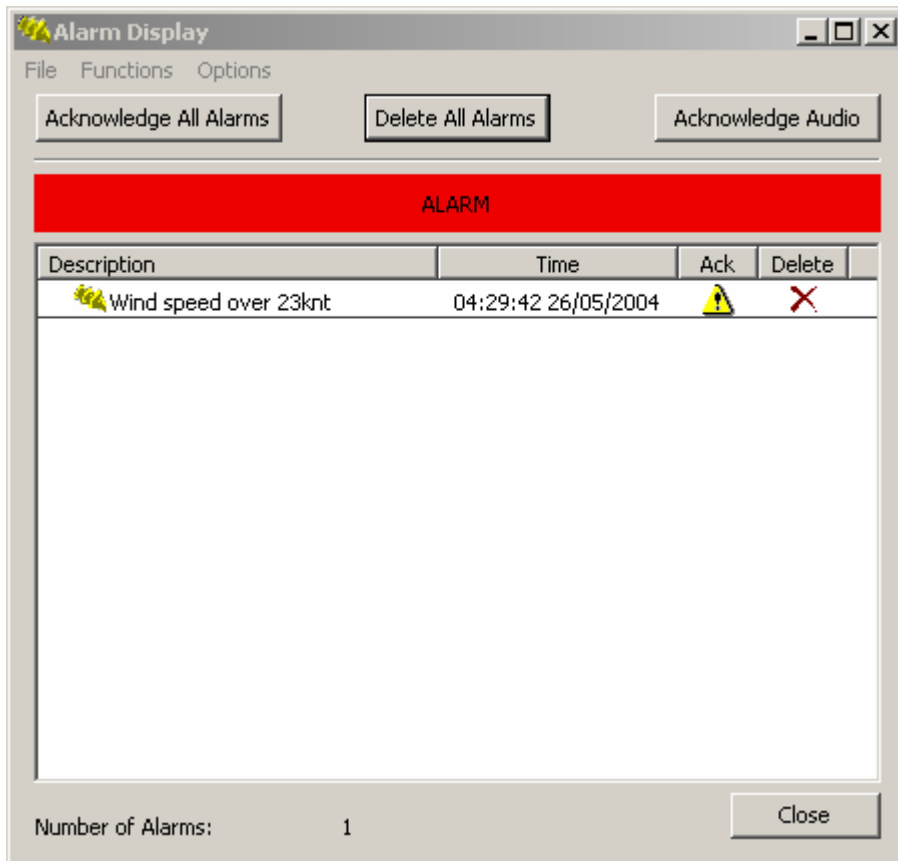 Alarm Display
File Functions Options
Acknowledge All Alarms Delete All Alarms Acknowledge Audio
ALARM
Description Time Ack Delete
Wind speed over 23knt 04:29:42 26/05/2004
Number of Alarms: 1
Close